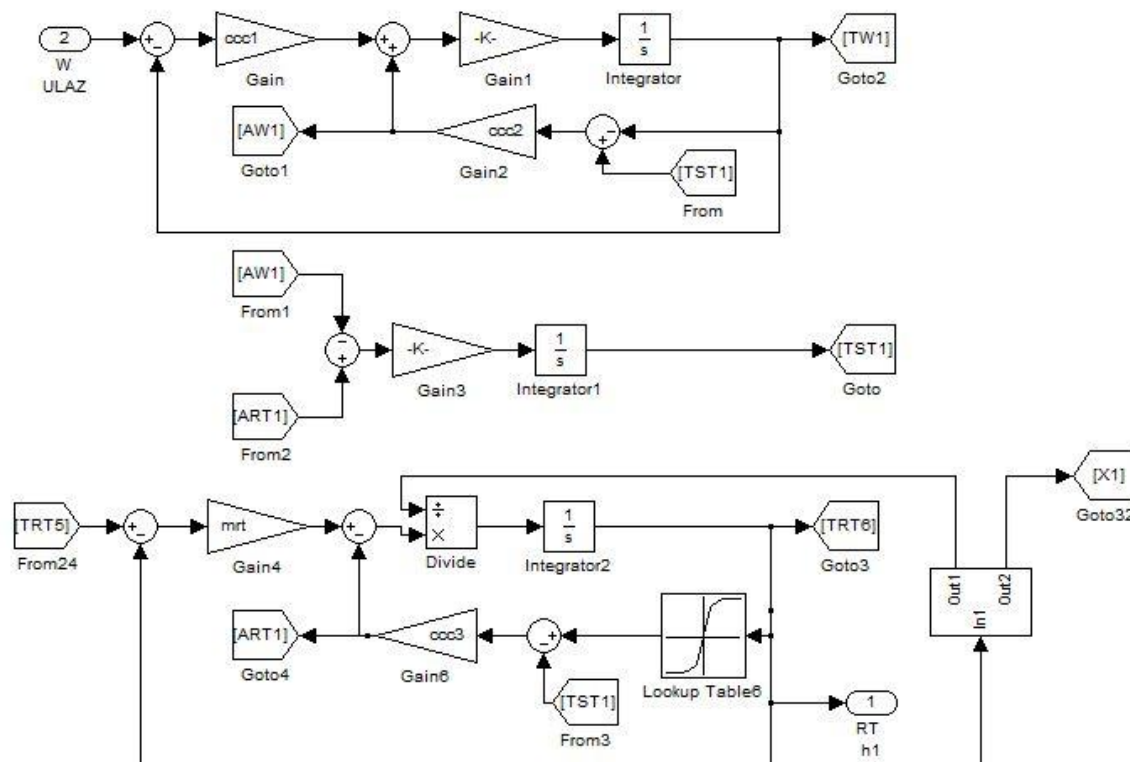 2
W
ULAZ
+
-
ccc1
Gain
+
+
-K-
Gain1
1
s
Integrator
[TW1]
Goto2
[AW1]
Goto1
ccc2
Gain2
-
+
[TST1]
From
[AW1]
From1
-
+
[ART1]
From2
-K-
Gain3
1
s
Integrator1
[TST1]
Goto
[X1]
Goto32
[TRT5]
From24
+
-
mrt
Gain4
+
-
÷
×
Divide
1
s
Integrator2
[TRT6]
Goto3
Out1
Out2
In1
[ART1]
Goto4
ccc3
Gain6
+
-
[TST1]
From3
Lookup Table6
1
RT
h1